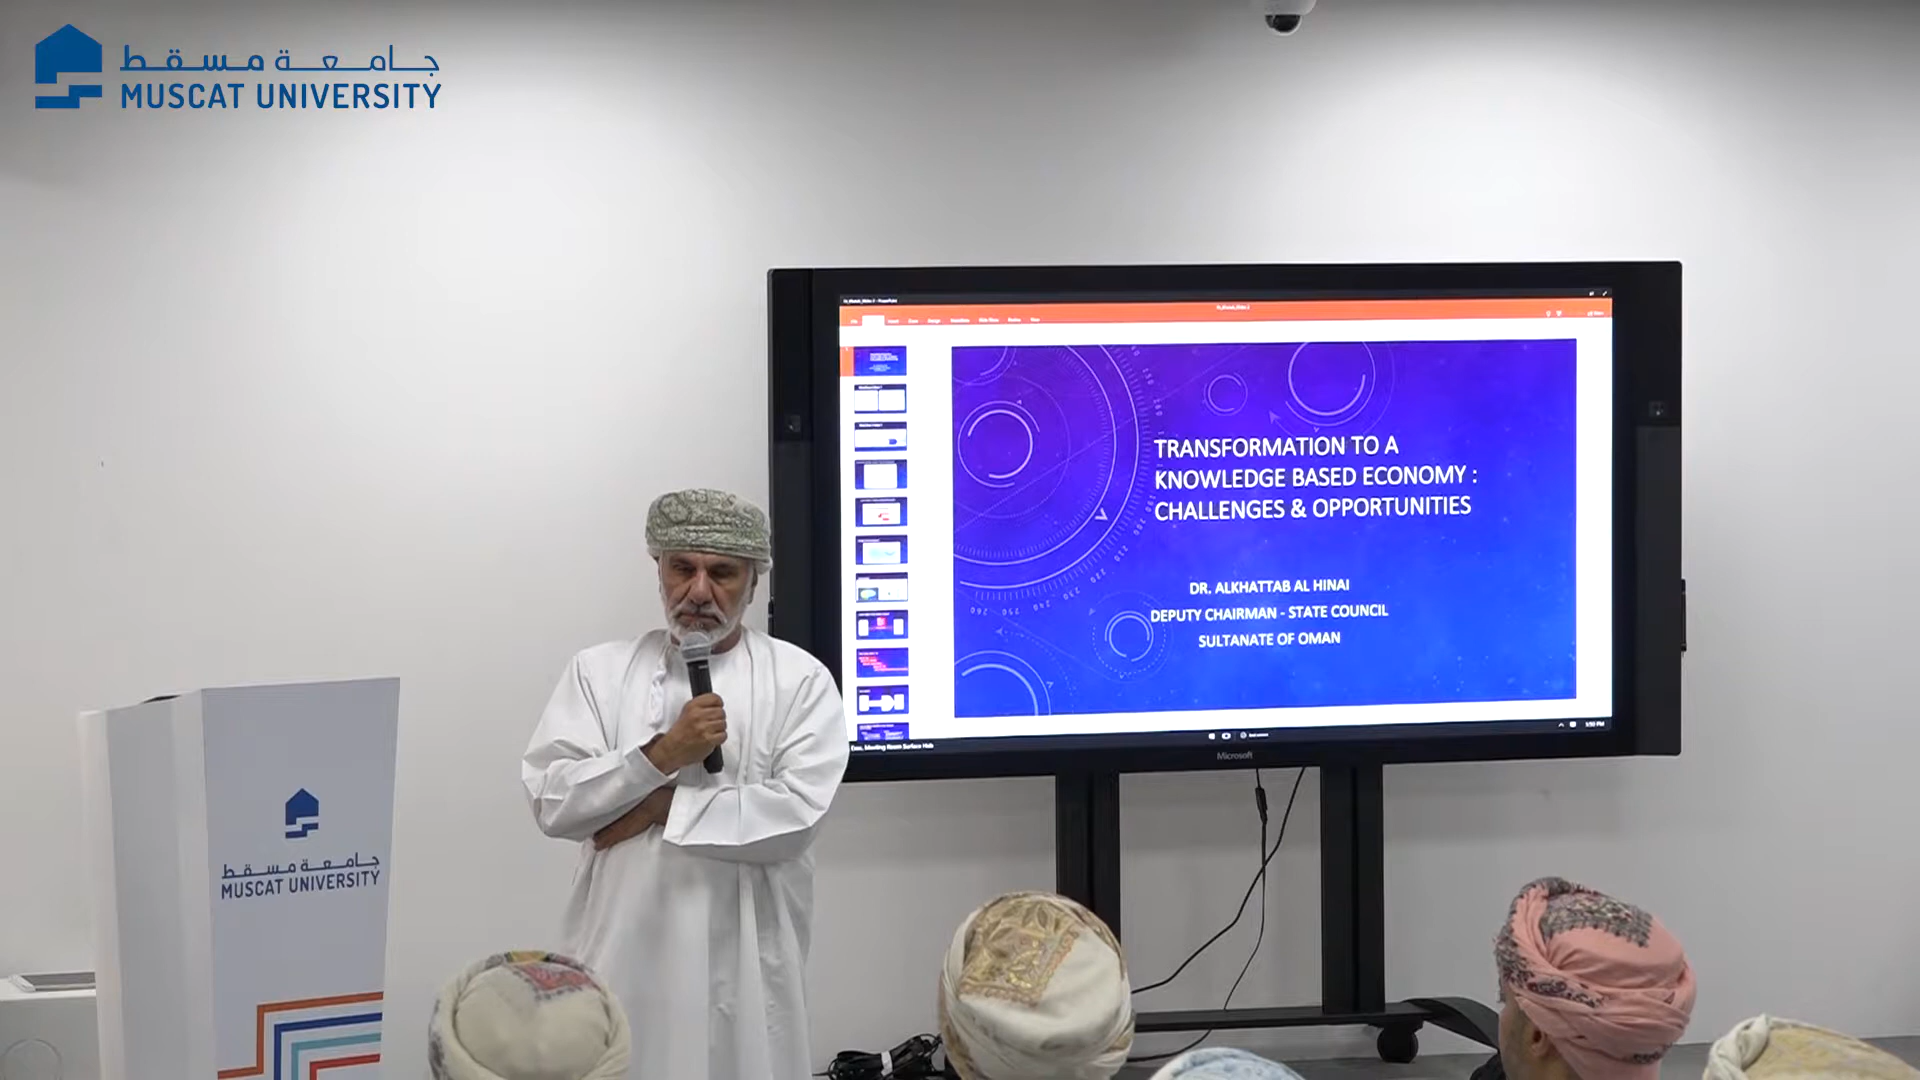 جامعة مسقط
MUSCAT UNIVERSITY
TRANSFORMATION TO A
KNOWLEDGE BASED ECONOMY :
CHALLENGES & OPPORTUNITIES
DR. ALKHATTAB AL HINAI
DEPUTY CHAIRMAN - STATE COUNCIL
SULTANATE OF OMAN
Microsoft
جامعة مسقط
MUSCAT UNIVERSITY